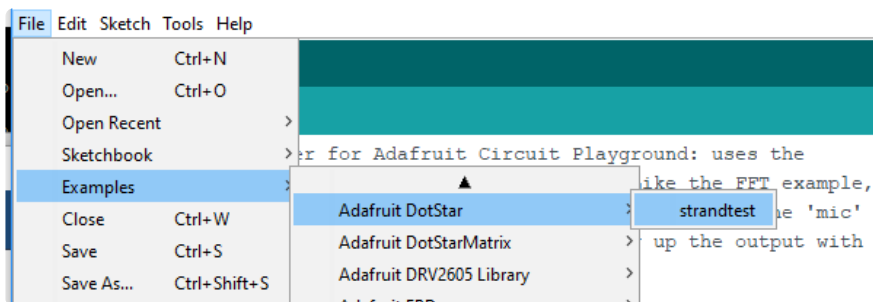 File Edit Sketch Tools Help
New Ctrl+N
Open... Ctrl+O
Open Recent
Sketchbook
er for Adafruit Circuit Playground: uses the
Examples
like the FFT example,
Close Ctrl+W
Adafruit DotStar
strandtest
'mic'
Save Ctrl+S
Adafruit DotStarMatrix
up the output with
Save As... Ctrl+Shift+S
Adafruit DRV2605 Library